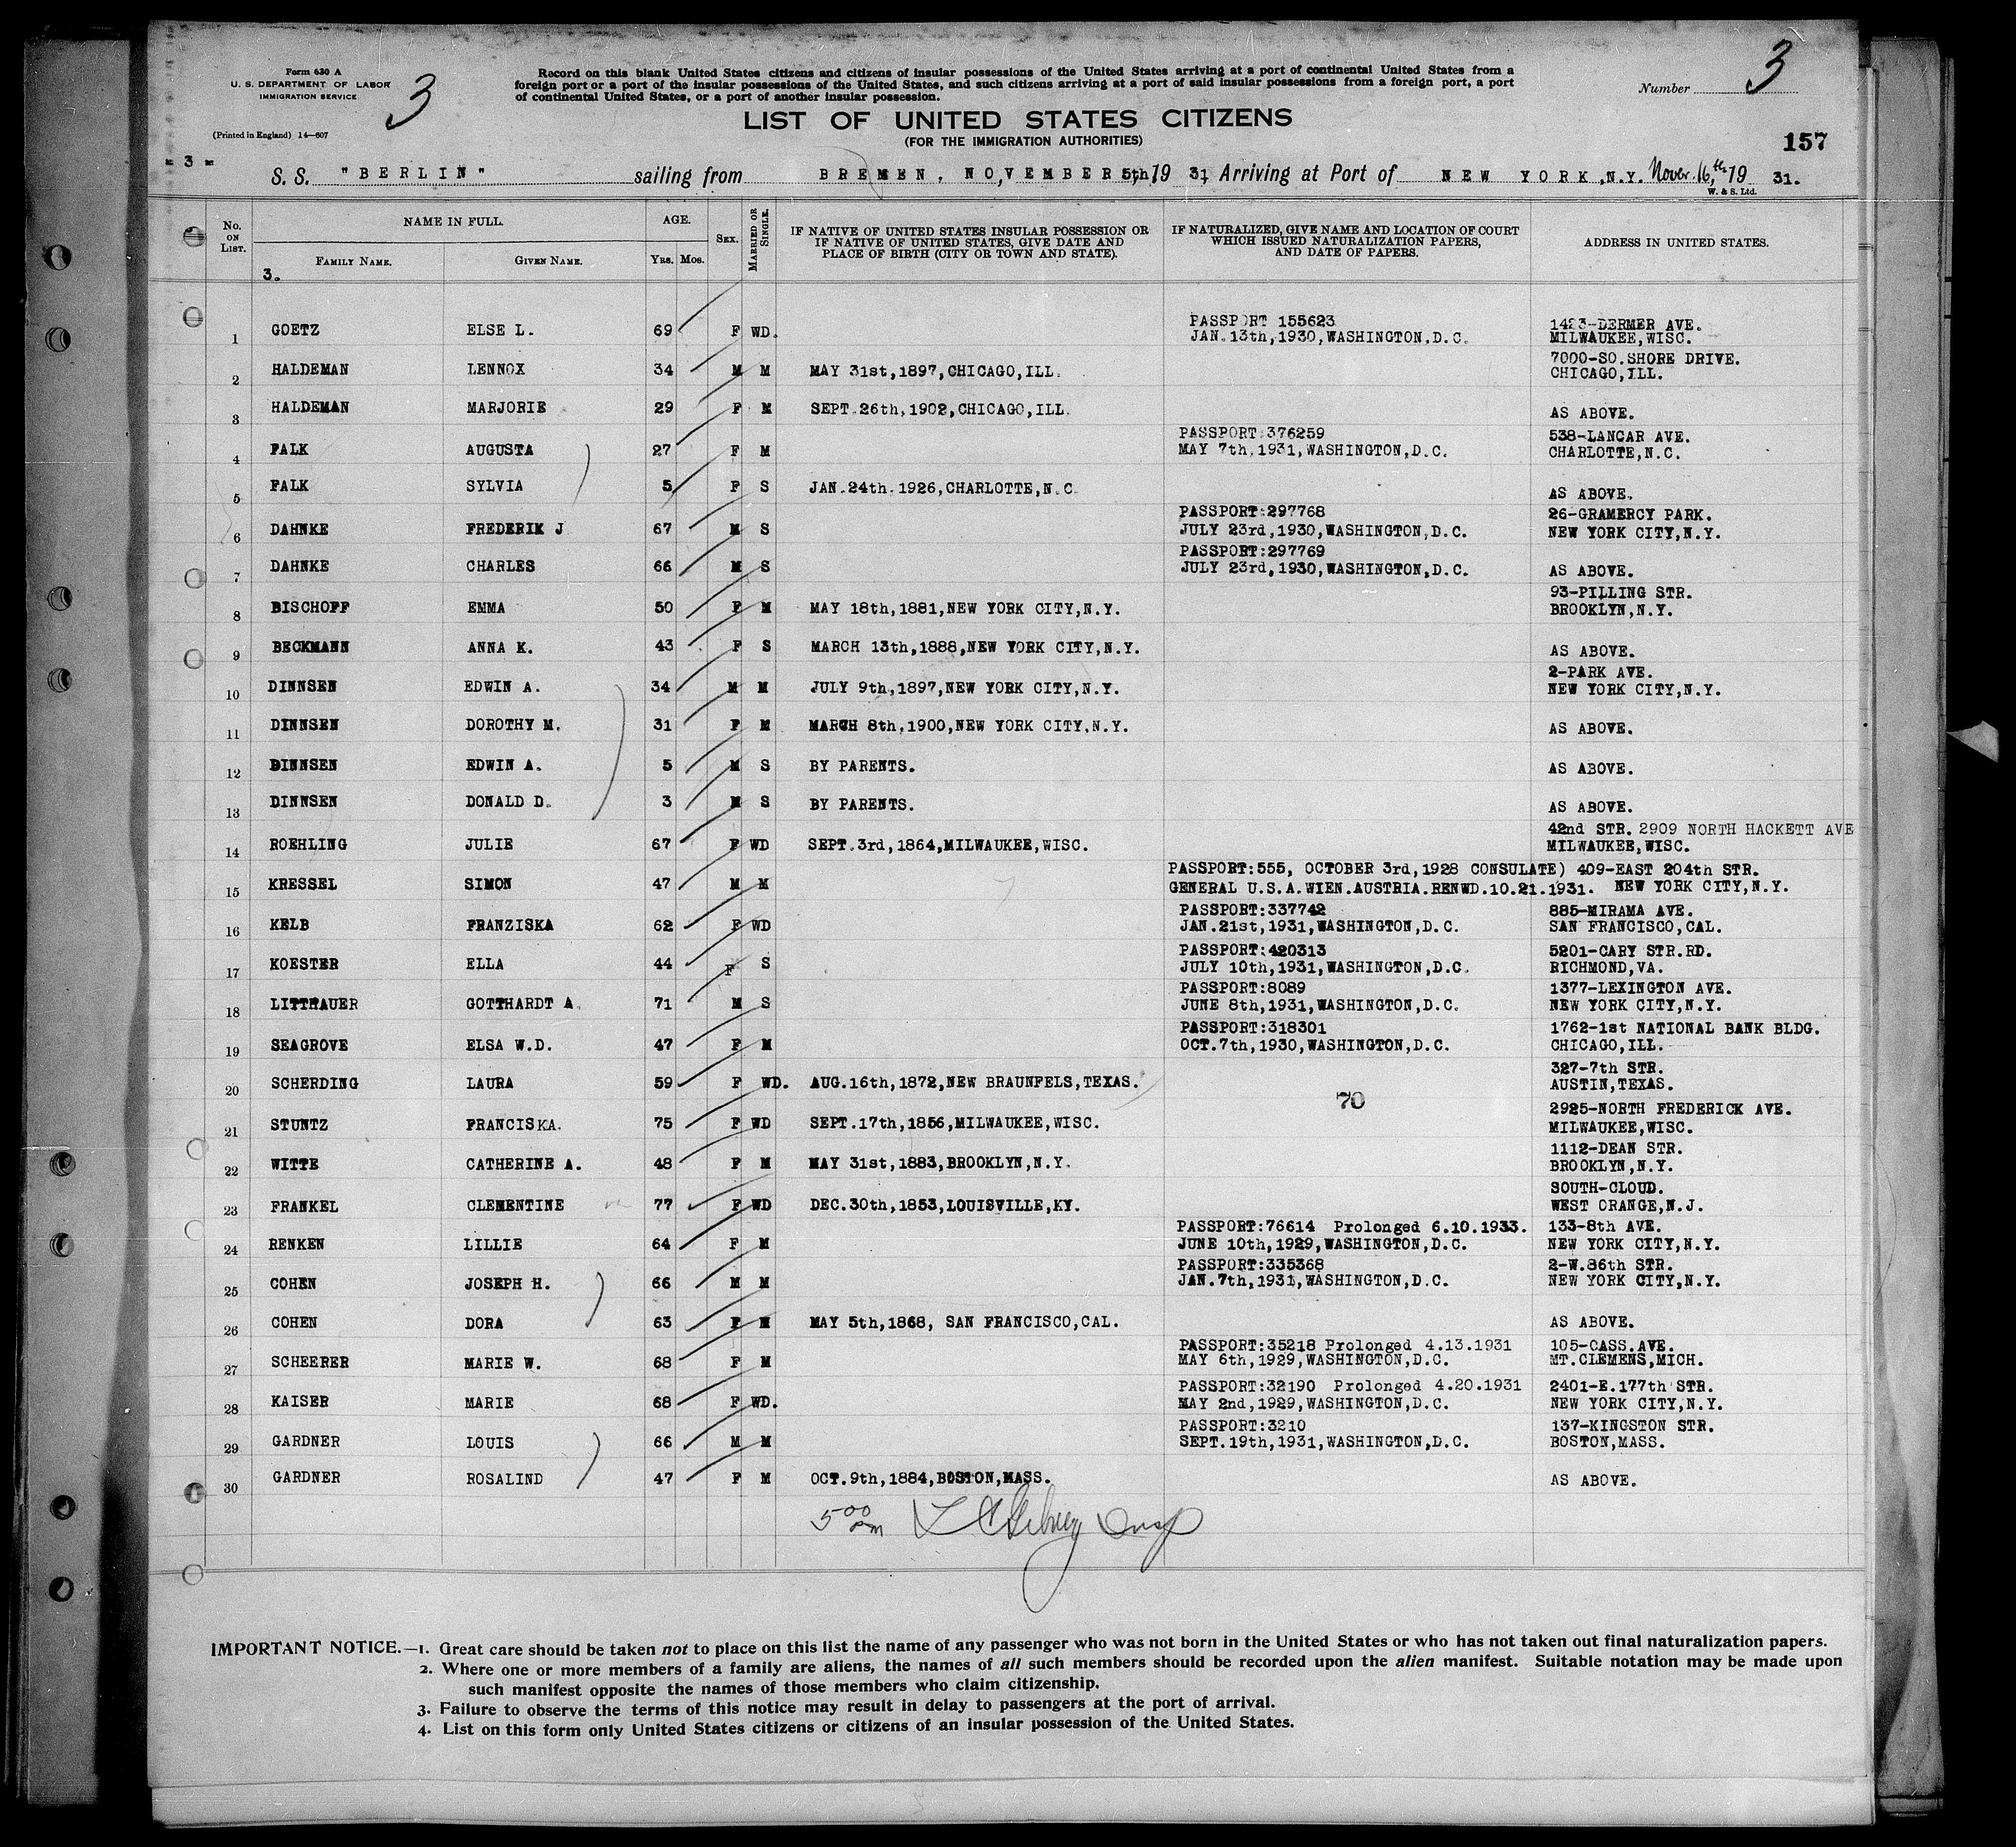 Form 630 A
U. S. DEPARTMENT OF LABOR
IMMIGRATION SERVICE
(Printed in England) 14—607
3
Record on this blank United States citizens and citizens of insular possessions of the United States arriving at a port of continental United States from a
foreign port or a port of the insular possessions of the United States, and such citizens arriving at a port of said insular possessions from a foreign port, a port
of continental United States, or a port of another insular possession.
Number 3
LIST OF UNITED STATES CITIZENS
(FOR THE IMMIGRATION AUTHORITIES)
157
- 3 -
S. S. "BERLIN" sailing from BREMEN, NOVEMBER 5th, 19 31, Arriving at Port of NEW YORK, N.Y. Nover. 16,th 19 31.
W. & S. Ltd.
No. ON LIST. NAME IN FULL. AGE. SEX. MARRIED OR SINGLE. IF NATIVE OF UNITED STATES INSULAR POSSESSION OR IF NATIVE OF UNITED STATES, GIVE DATE AND PLACE OF BIRTH (CITY OR TOWN AND STATE). IF NATURALIZED, GIVE NAME AND LOCATION OF COURT WHICH ISSUED NATURALIZATION PAPERS, AND DATE OF PAPERS. ADDRESS IN UNITED STATES.
FAMILY NAME. GIVEN NAME. YRS. MOS.
3.
1 GOETZ ELSE L. 69 F WD. PASSPORT 155623 JAN.13th,1930,WASHINGTON,D.C. 1423-DERMER AVE. MILWAUKEE,WISC.
2 HALDEMAN LENNOX 34 M M MAY 31st,1897,CHICAGO,ILL. 7000-SO.SHORE DRIVE. CHICAGO,ILL.
3 HALDEMAN MARJORIE 29 F M SEPT.26th,1902,CHICAGO,ILL. AS ABOVE.
4 FALK AUGUSTA 27 F M PASSPORT:376259 MAY 7th,1931,WASHINGTON,D.C. 538-LANCAR AVE. CHARLOTTE,N.C.
5 FALK SYLVIA 5 F S JAN.24th.1926,CHARLOTTE,N.C. AS ABOVE.
6 DAHNKE FREDERIK J 67 M S PASSPORT:297768 JULY 23rd,1930,WASHINGTON,D.C. 26-GRAMERCY PARK. NEW YORK CITY,N.Y.
7 DAHNKE CHARLES 66 M S PASSPORT:297769 JULY 23rd,1930,WASHINGTON,D.C. AS ABOVE.
8 BISCHOFF EMMA 50 F M MAY 18th,1881,NEW YORK CITY,N.Y. 93-PILLING STR. BROOKLYN,N.Y.
9 BECKMANN ANNA K. 43 F S MARCH 13th,1888,NEW YORK CITY,N.Y. AS ABOVE.
10 DINNSEN EDWIN A. 34 M M JULY 9th,1897,NEW YORK CITY,N.Y. 2-PARK AVE. NEW YORK CITY,N.Y.
11 DINNSEN DOROTHY M. 31 F M MARCH 8th,1900,NEW YORK CITY,N.Y. AS ABOVE.
12 DINNSEN EDWIN A. 5 M S BY PARENTS. AS ABOVE.
13 DINNSEN DONALD D. 3 M S BY PARENTS. AS ABOVE.
14 ROEHLING JULIE 67 F WD SEPT.3rd,1864,MILWAUKEE,WISC. 42nd STR. 2909 NORTH HACKETT AVE MILWAUKEE,WISC.
15 KRESSEL SIMON 47 M M PASSPORT:555, OCTOBER 3rd,1928 CONSULATE) GENERAL U.S.A.WIEN.AUSTRIA.RENWD.10.21.1931. 409-EAST 204th STR. NEW YORK CITY,N.Y.
16 KELB FRANZISKA 62 F WD PASSPORT:337742 JAN.21st,1931,WASHINGTON,D.C. 885-MIRAMA AVE. SAN FRANCISCO,CAL.
17 KOESTER ELLA 44 F S PASSPORT:420313 JULY 10th,1931,WASHINGTON,D.C. 5201-CARY STR.RD. RICHMOND,VA.
18 LITTHAUER GOTTHARDT A. 71 M S PASSPORT:8089 JUNE 8th,1931,WASHINGTON,D.C. 1377-LEXINGTON AVE. NEW YORK CITY,N.Y.
19 SEAGROVE ELSA W.D. 47 F M PASSPORT:318301 OCT.7th,1930,WASHINGTON,D.C. 1762-1st NATIONAL BANK BLDG. CHICAGO,ILL.
20 SCHERDING LAURA 59 F WD. AUG.16th,1872,NEW BRAUNFELS,TEXAS. 327-7th STR. AUSTIN,TEXAS.
70
21 STUNTZ FRANCISKA. 75 F WD SEPT.17th,1856,MILWAUKEE,WISC. 2925-NORTH FREDERICK AVE. MILWAUKEE,WISC.
22 WITTE CATHERINE A. 48 F M MAY 31st,1883,BROOKLYN,N.Y. 1112-DEAN STR. BROOKLYN,N.Y.
23 FRANKEL CLEMENTINE 77 F WD DEC.30th,1853,LOUISVILLE,KY. SOUTH-CLOUD. WEST ORANGE,N.J.
24 RENKEN LILLIE 64 F M PASSPORT:76614 Prolonged 6.10.1933. JUNE 10th,1929,WASHINGTON,D.C. 133-8th AVE. NEW YORK CITY,N.Y.
25 COHEN JOSEPH H. 66 M M PASSPORT:335368 JAN.7th,1931,WASHINGTON,D.C. 2-W.86th STR. NEW YORK CITY,N.Y.
26 COHEN DORA 63 F M MAY 5th,1868, SAN FRANCISCO,CAL. AS ABOVE.
27 SCHEERER MARIE W. 68 F M PASSPORT:35218 Prolonged 4.13.1931 MAY 6th,1929,WASHINGTON,D.C. 105-CASS.AVE. MT.CLEMENS,MICH.
28 KAISER MARIE 68 F WD. PASSPORT:32190 Prolonged 4.20.1931 MAY 2nd,1929,WASHINGTON,D.C. 2401-E.177th STR. NEW YORK CITY,N.Y.
29 GARDNER LOUIS 66 M M PASSPORT:3210 SEPT.19th,1931,WASHINGTON,D.C. 137-KINGSTON STR. BOSTON,MASS.
30 GARDNER ROSALIND 47 F M OCT.9th,1884,BOSTON,MASS. AS ABOVE.
5 00 pm
IMPORTANT NOTICE.—1. Great care should be taken not to place on this list the name of any passenger who was not born in the United States or who has not taken out final naturalization papers.
2. Where one or more members of a family are aliens, the names of all such members should be recorded upon the alien manifest. Suitable notation may be made upon
such manifest opposite the names of those members who claim citizenship.
3. Failure to observe the terms of this notice may result in delay to passengers at the port of arrival.
4. List on this form only United States citizens or citizens of an insular possession of the United States.